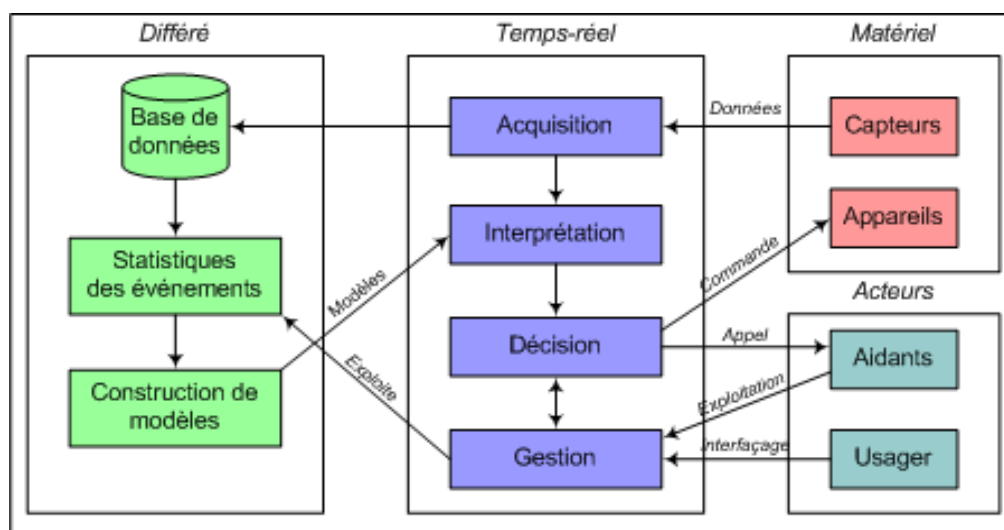 Différé
Temps-réel
Matériel
Base de
données
Acquisition
Données
Capteurs
Interprétation
Appareils
Statistiques
des événements
Modèles
Commande
Acteurs
Décision
Appel
Aidants
Construction de
modèles
Exploite
Exploitation
Gestion
Interfaçage
Usager